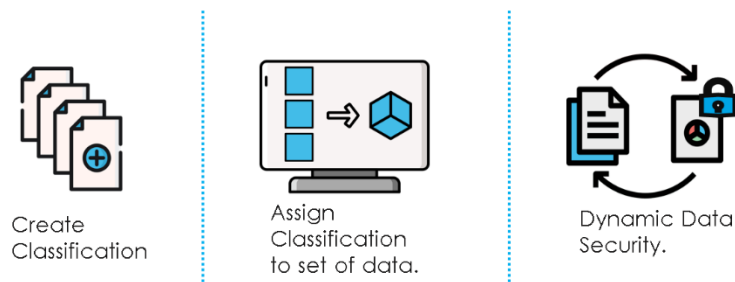 Create
Classification
Assign
Classification
to set of data.
Dynamic Data
Security.